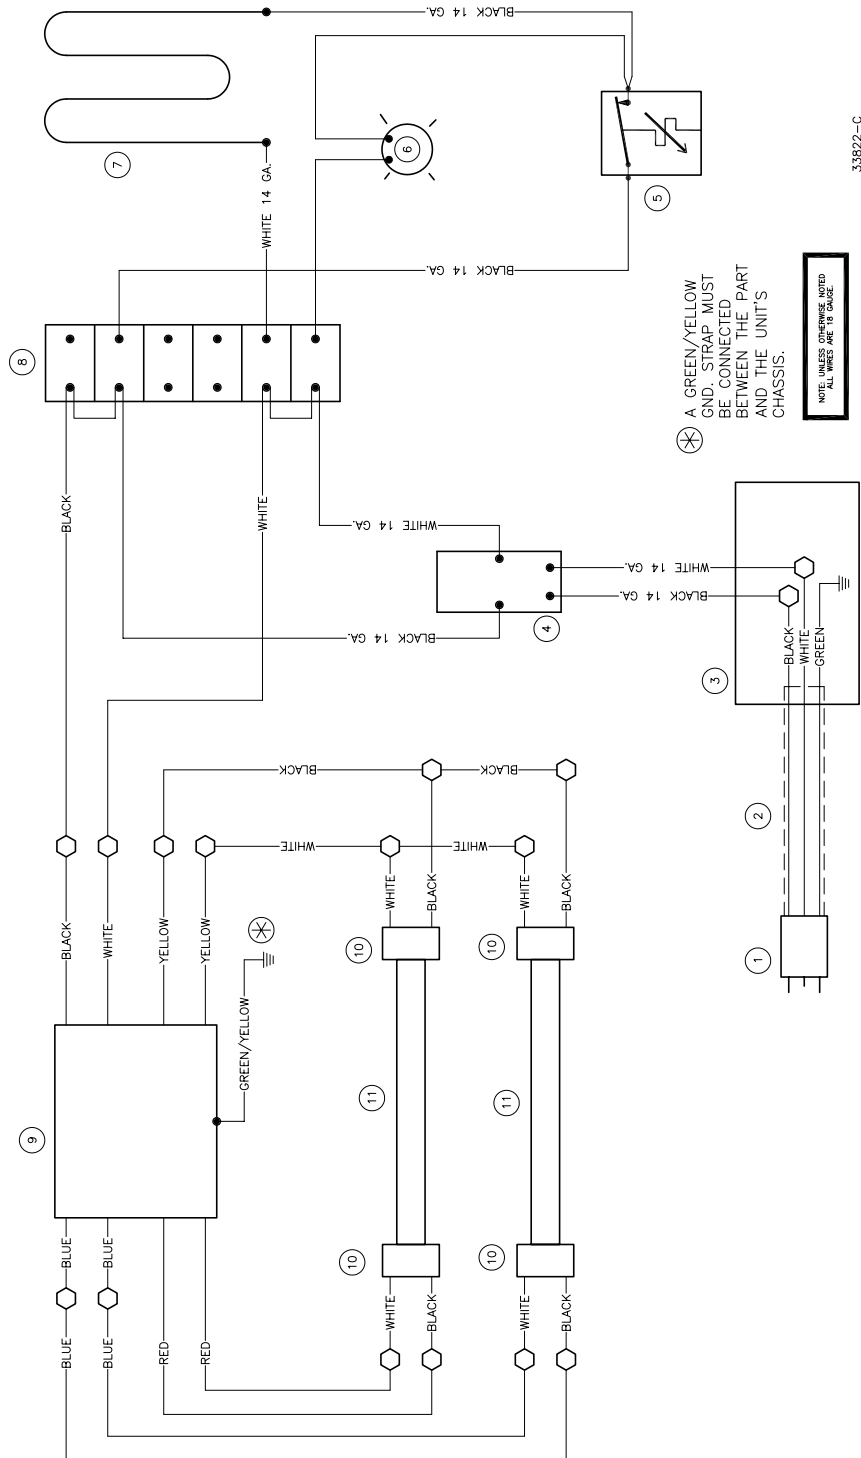 BLACK 14 GA.
7
WHITE 14 GA.
6
5
BLACK 14 GA.
33822-C
8
A GREEN/YELLOW
GND. STRAP MUST
BE CONNECTED
BETWEEN THE PART
AND THE UNIT'S
CHASSIS.
NOTE: UNLESS OTHERWISE NOTED
ALL WIRES ARE 18 GAUGE.
BLACK
WHITE
WHITE 14 GA.
BLACK 14 GA.
4
WHITE 14 GA.
BLACK 14 GA.
3
BLACK
WHITE
GREEN
2
1
BLACK
BLACK
WHITE
WHITE
BLACK
WHITE
YELLOW
YELLOW
GREEN/YELLOW
WHITE
BLACK
WHITE
BLACK
10
10
9
11
11
10
10
BLUE
BLUE
BLUE
BLUE
RED
RED
WHITE
BLACK
WHITE
BLACK